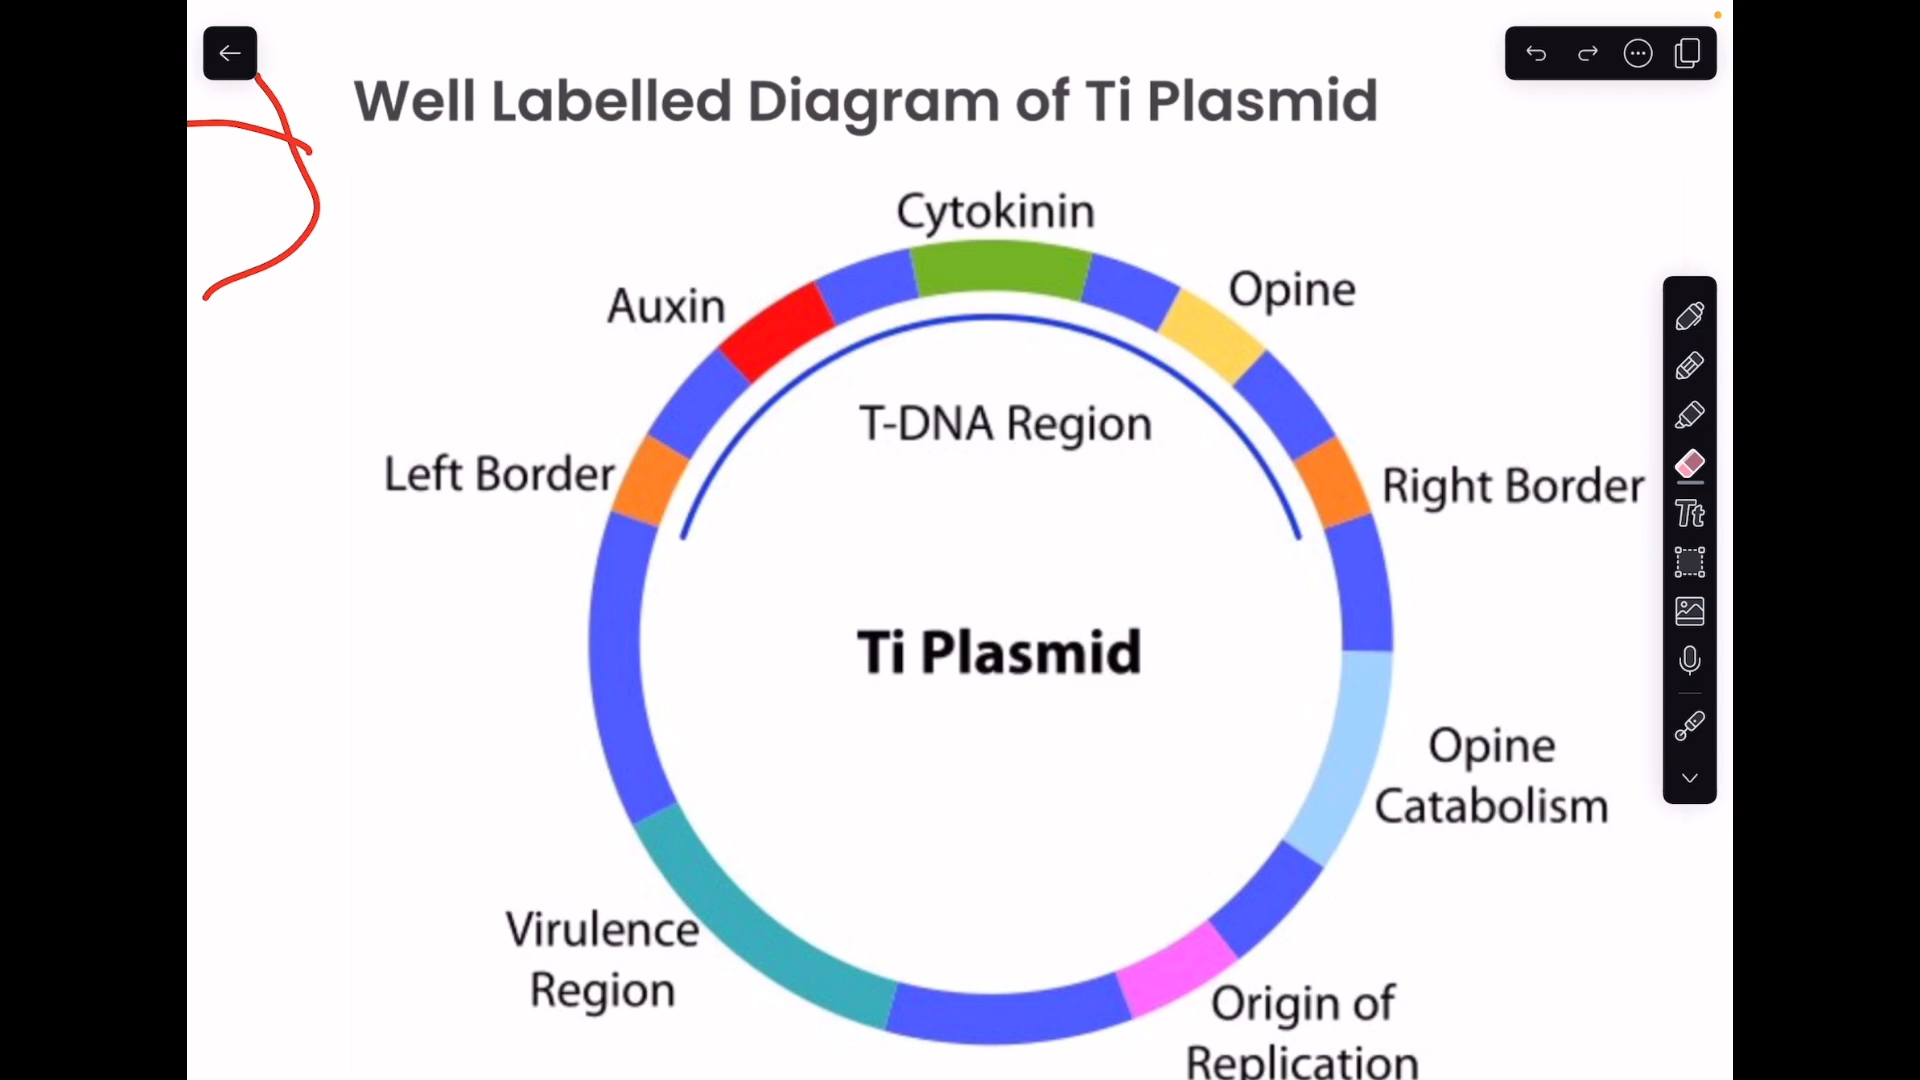 Well Labelled Diagram of Ti Plasmid
Cytokinin
Auxin
Opine
T-DNA Region
Left Border
Right Border
Ti Plasmid
Opine
Catabolism
Virulence
Region
Origin of
Replication
Tt